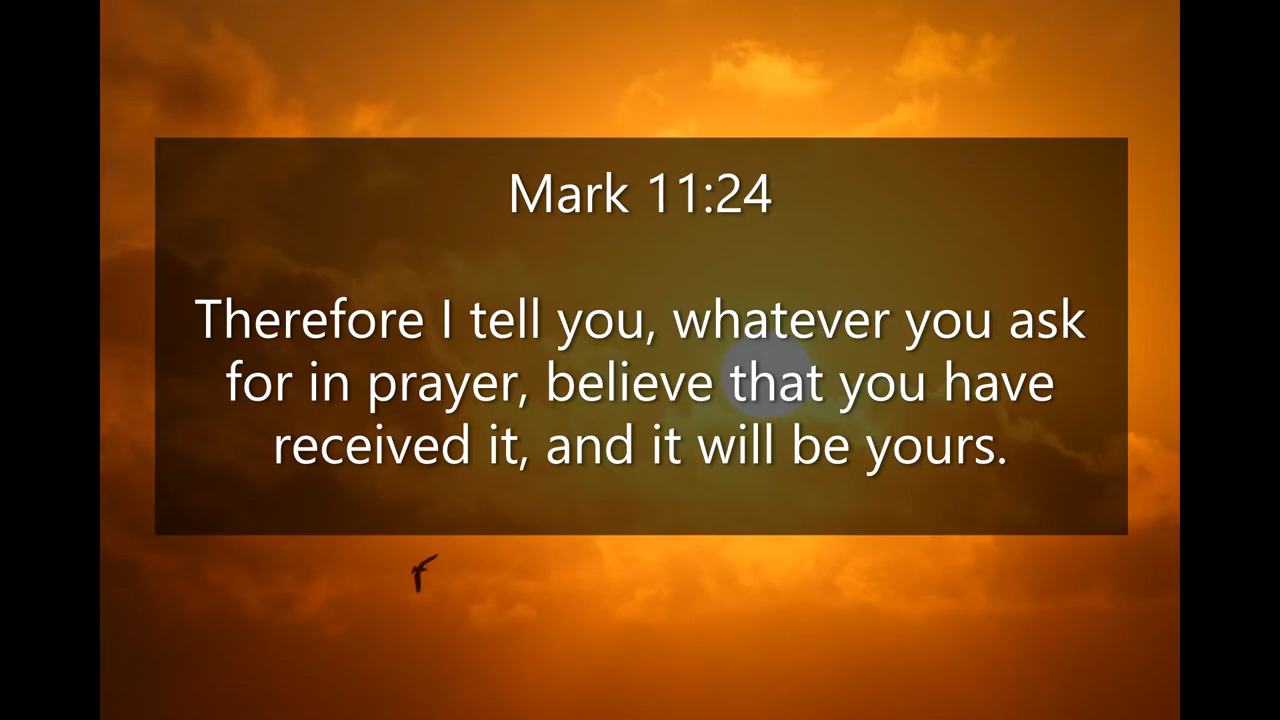 Mark 11:24
Therefore I tell you, whatever you ask
for in prayer, believe that you have
received it, and it will be yours.